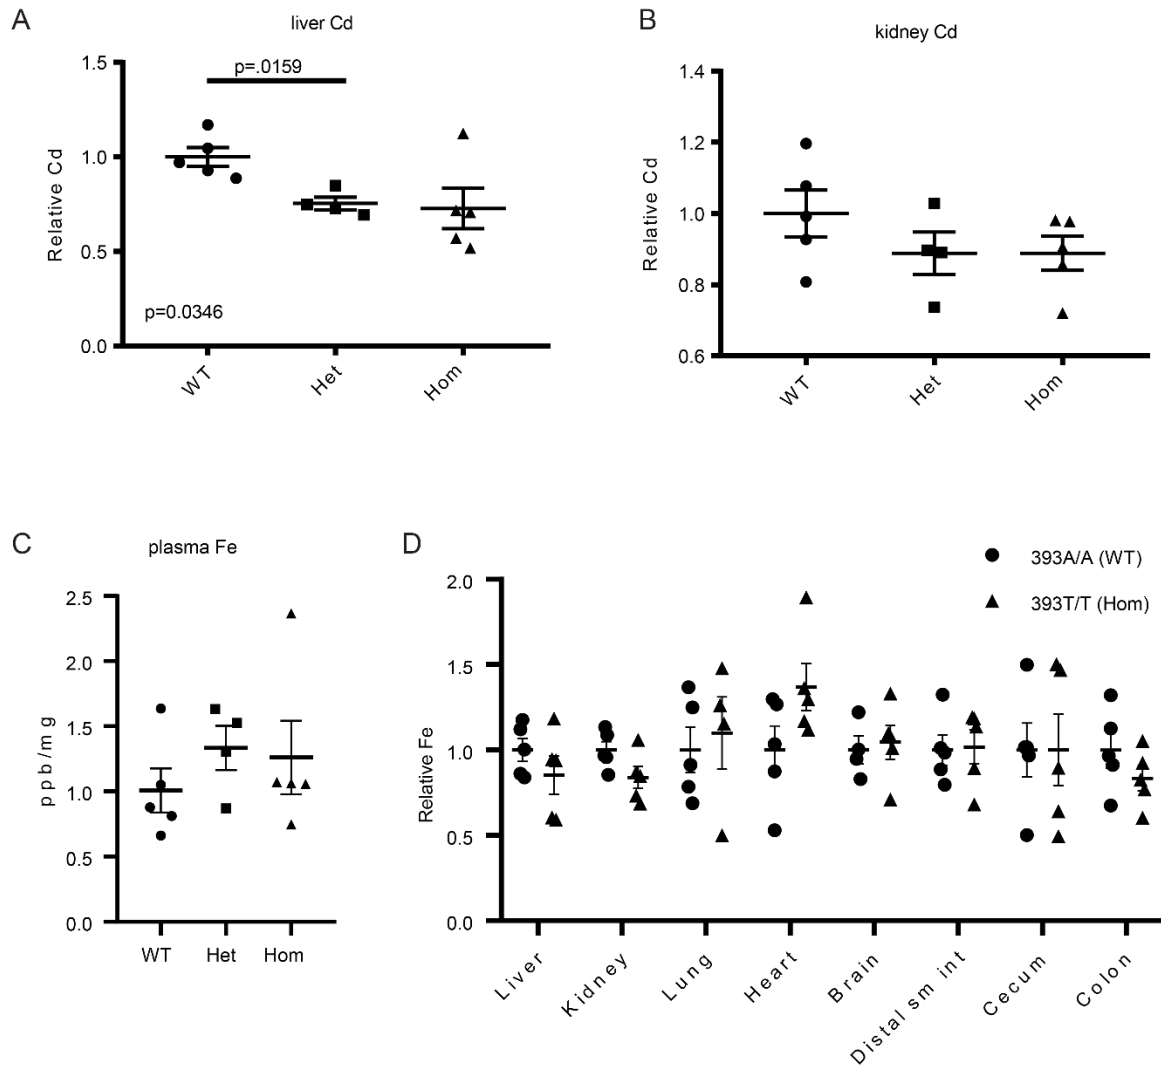 A
liver Cd
Relative Cd
1.5
1.0
0.5
0.0
p=.0159
p=0.0346
WT
Het
Hom
B
kidney Cd
Relative Cd
1.4
1.2
1.0
0.8
0.6
WT
Het
Hom
C
plasma Fe
ppb/mg
2.5
2.0
1.5
1.0
0.5
0.0
WT
Het
Hom
D
393A/A (WT)
393T/T (Hom)
Relative Fe
2.0
1.5
1.0
0.5
0.0
Liver
Kidney
Lung
Heart
Brain
Distal sm int
Cecum
Colon